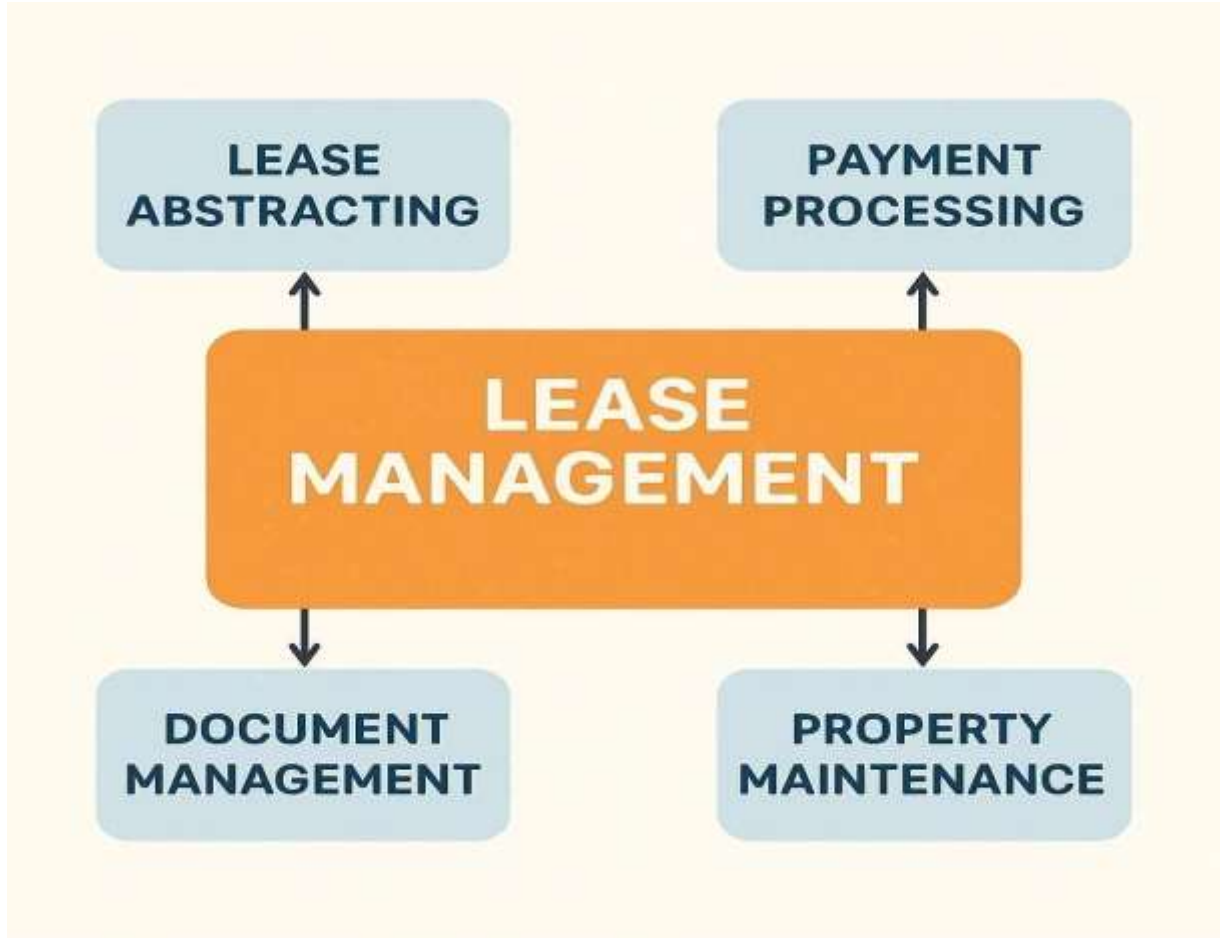 LEASE
ABSTRACTING
PAYMENT
PROCESSING
LEASE
MANAGEMENT
DOCUMENT
MANAGEMENT
PROPERTY
MAINTENANCE